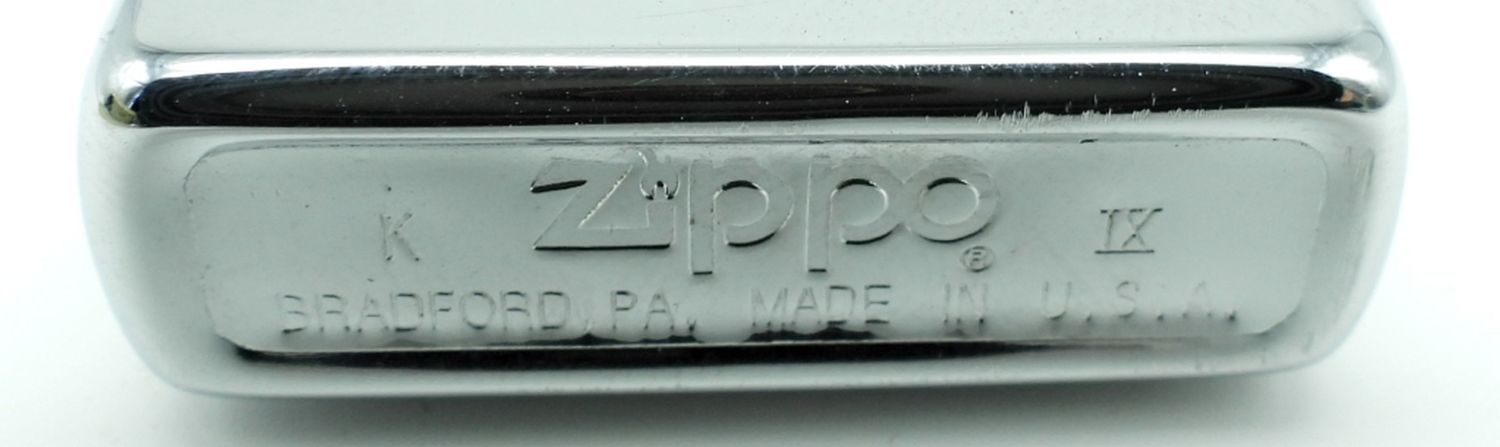 K Zippo® IX
BRADFORD, PA. MADE IN U.S.A.